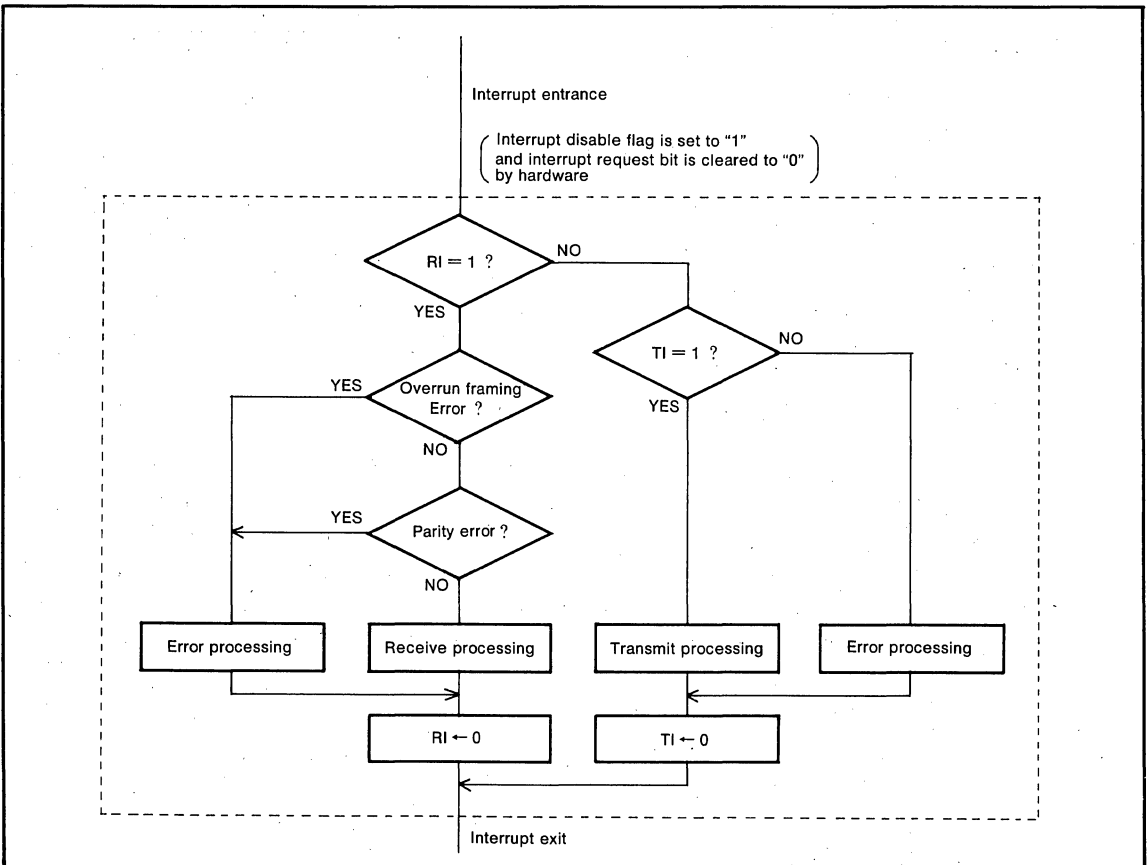 Interrupt entrance
( Interrupt disable flag is set to “1”
and interrupt request bit is cleared to “0”
by hardware )
RI = 1 ?
NO
YES
TI = 1 ?
NO
YES
Overrun framing
Error ?
YES
NO
Parity error ?
YES
NO
Error processing
Receive processing
Transmit processing
Error processing
RI ← 0
TI ← 0
Interrupt exit